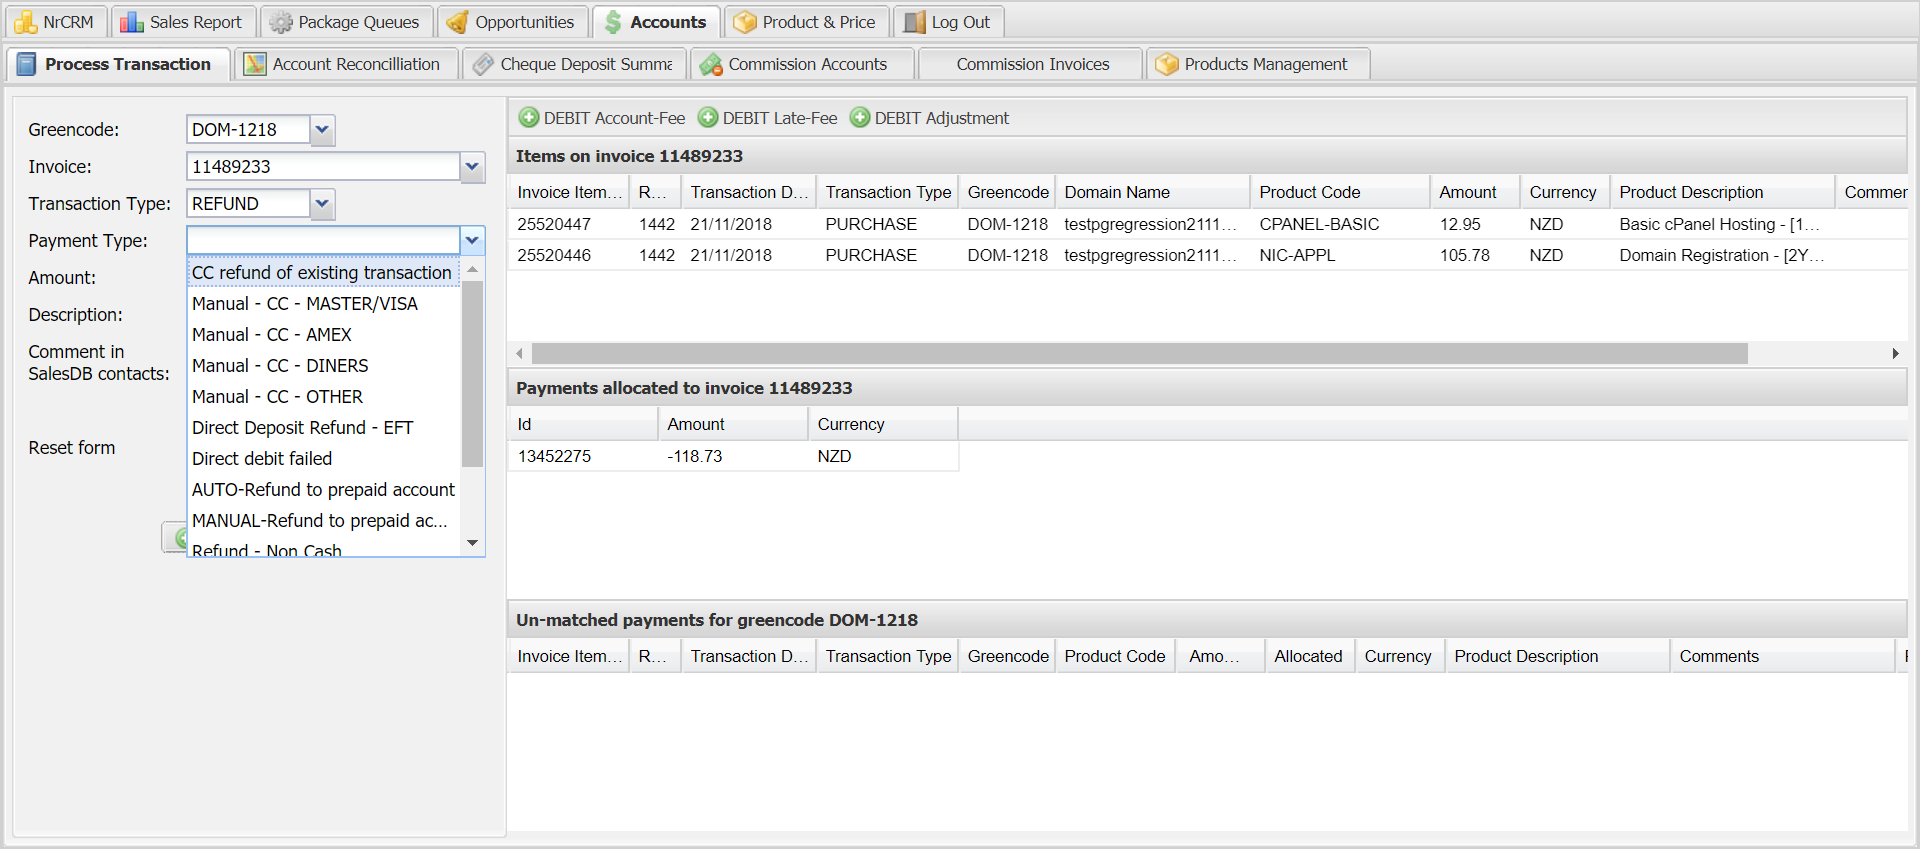 NrCRM Sales Report Package Queues Opportunities Accounts Product & Price Log Out
Process Transaction Account Reconcilliation Cheque Deposit Summa Commission Accounts Commission Invoices Products Management
Greencode: DOM-1218
Invoice: 11489233
Transaction Type: REFUND
Payment Type:
CC refund of existing transaction
Manual - CC - MASTER/VISA
Manual - CC - AMEX
Manual - CC - DINERS
Manual - CC - OTHER
Direct Deposit Refund - EFT
Direct debit failed
AUTO-Refund to prepaid account
MANUAL-Refund to prepaid ac...
Refund - Non Cash
Amount:
Description:
Comment in
SalesDB contacts:
Reset form
DEBIT Account-Fee DEBIT Late-Fee DEBIT Adjustment
Items on invoice 11489233
Invoice Item... R... Transaction D... Transaction Type Greencode Domain Name Product Code Amount Currency Product Description Commen
25520447 1442 21/11/2018 PURCHASE DOM-1218 testpgregression2111... CPANEL-BASIC 12.95 NZD Basic cPanel Hosting - [1...
25520446 1442 21/11/2018 PURCHASE DOM-1218 testpgregression2111... NIC-APPL 105.78 NZD Domain Registration - [2Y...
Payments allocated to invoice 11489233
Id Amount Currency
13452275 -118.73 NZD
Un-matched payments for greencode DOM-1218
Invoice Item... R... Transaction D... Transaction Type Greencode Product Code Amo... Allocated Currency Product Description Comments